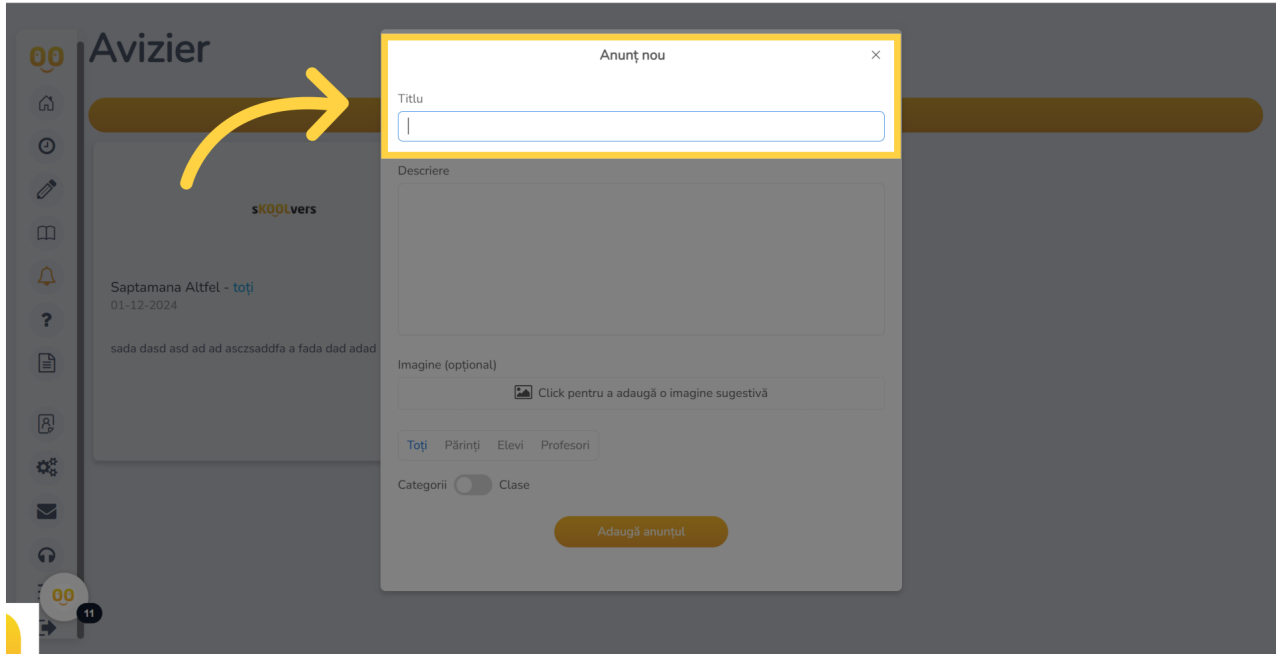 Avizier
Anunț nou
Titlu
Descriere
sKOOLvers
Saptamana Altfel - toți
01-12-2024
sada dasd asd ad ad asczsaddfa a fada dad adad
Imagine (opțional)
Click pentru a adaugă o imagine sugestivă
Toți Părinți Elevi Profesori
Categorii Clase
Adaugă anunțul
11